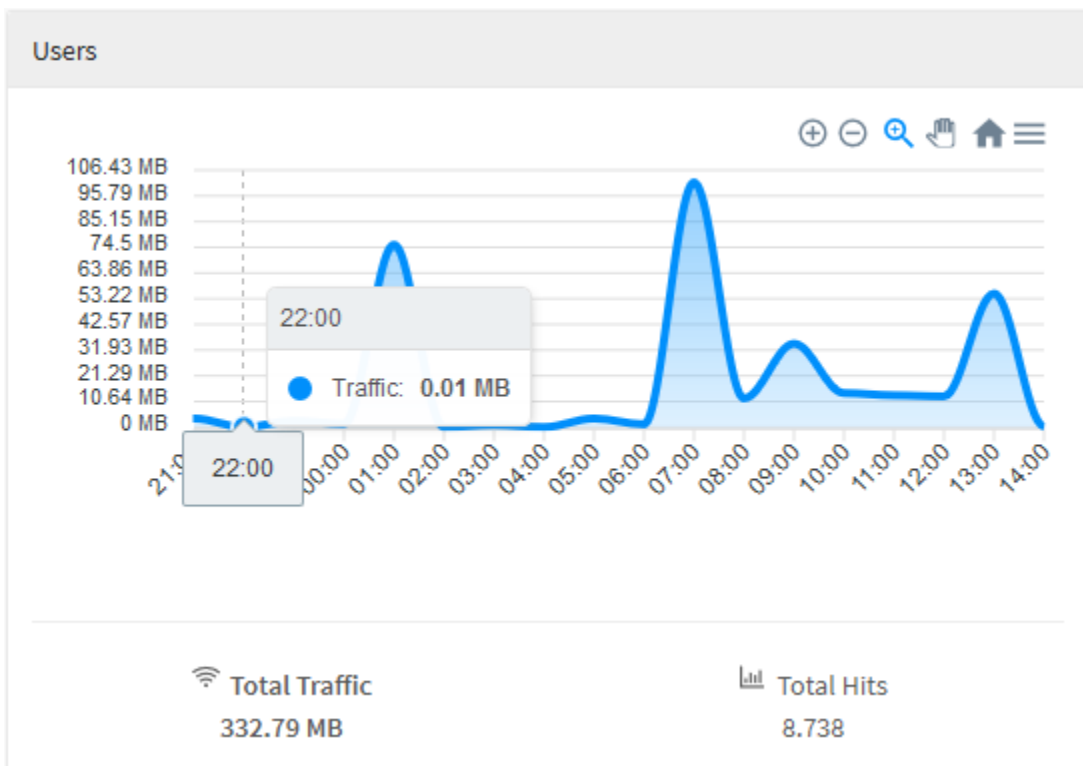 Users
106.43 MB
95.79 MB
85.15 MB
74.5 MB
63.86 MB
53.22 MB
42.57 MB
31.93 MB
21.29 MB
10.64 MB
0 MB
22:00
Traffic: 0.01 MB
22:00
00:00
01:00
02:00
03:00
04:00
05:00
06:00
07:00
08:00
09:00
10:00
11:00
12:00
13:00
14:00
Total Traffic
332.79 MB
Total Hits
8.738